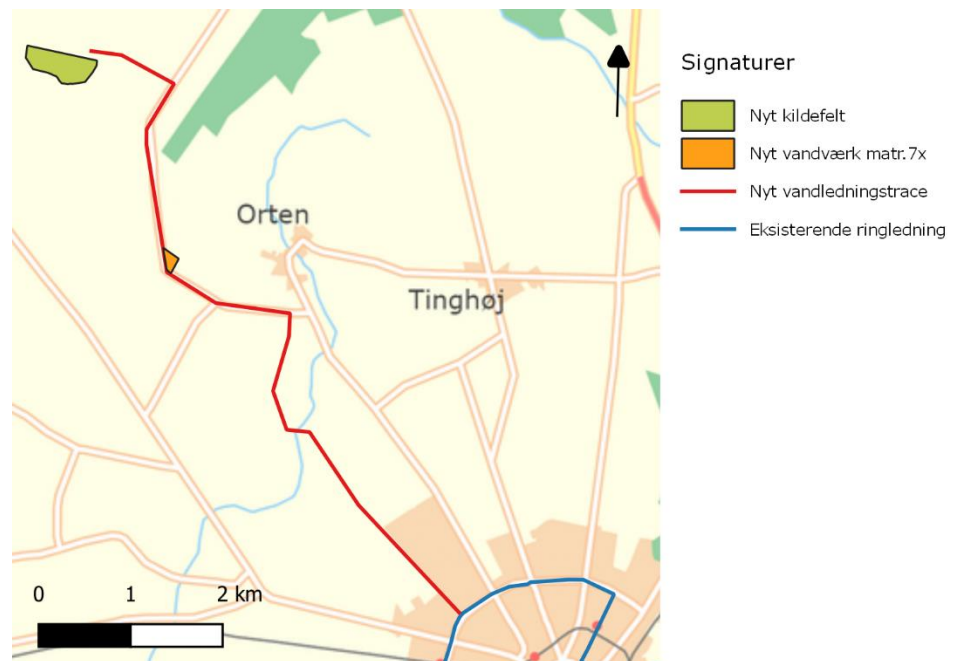 Orten
Tinghøj
0 1 2 km
Signaturer
Nyt kildefelt
Nyt vandværk matr.7x
Nyt vandledningstrace
Eksisterende ringledning